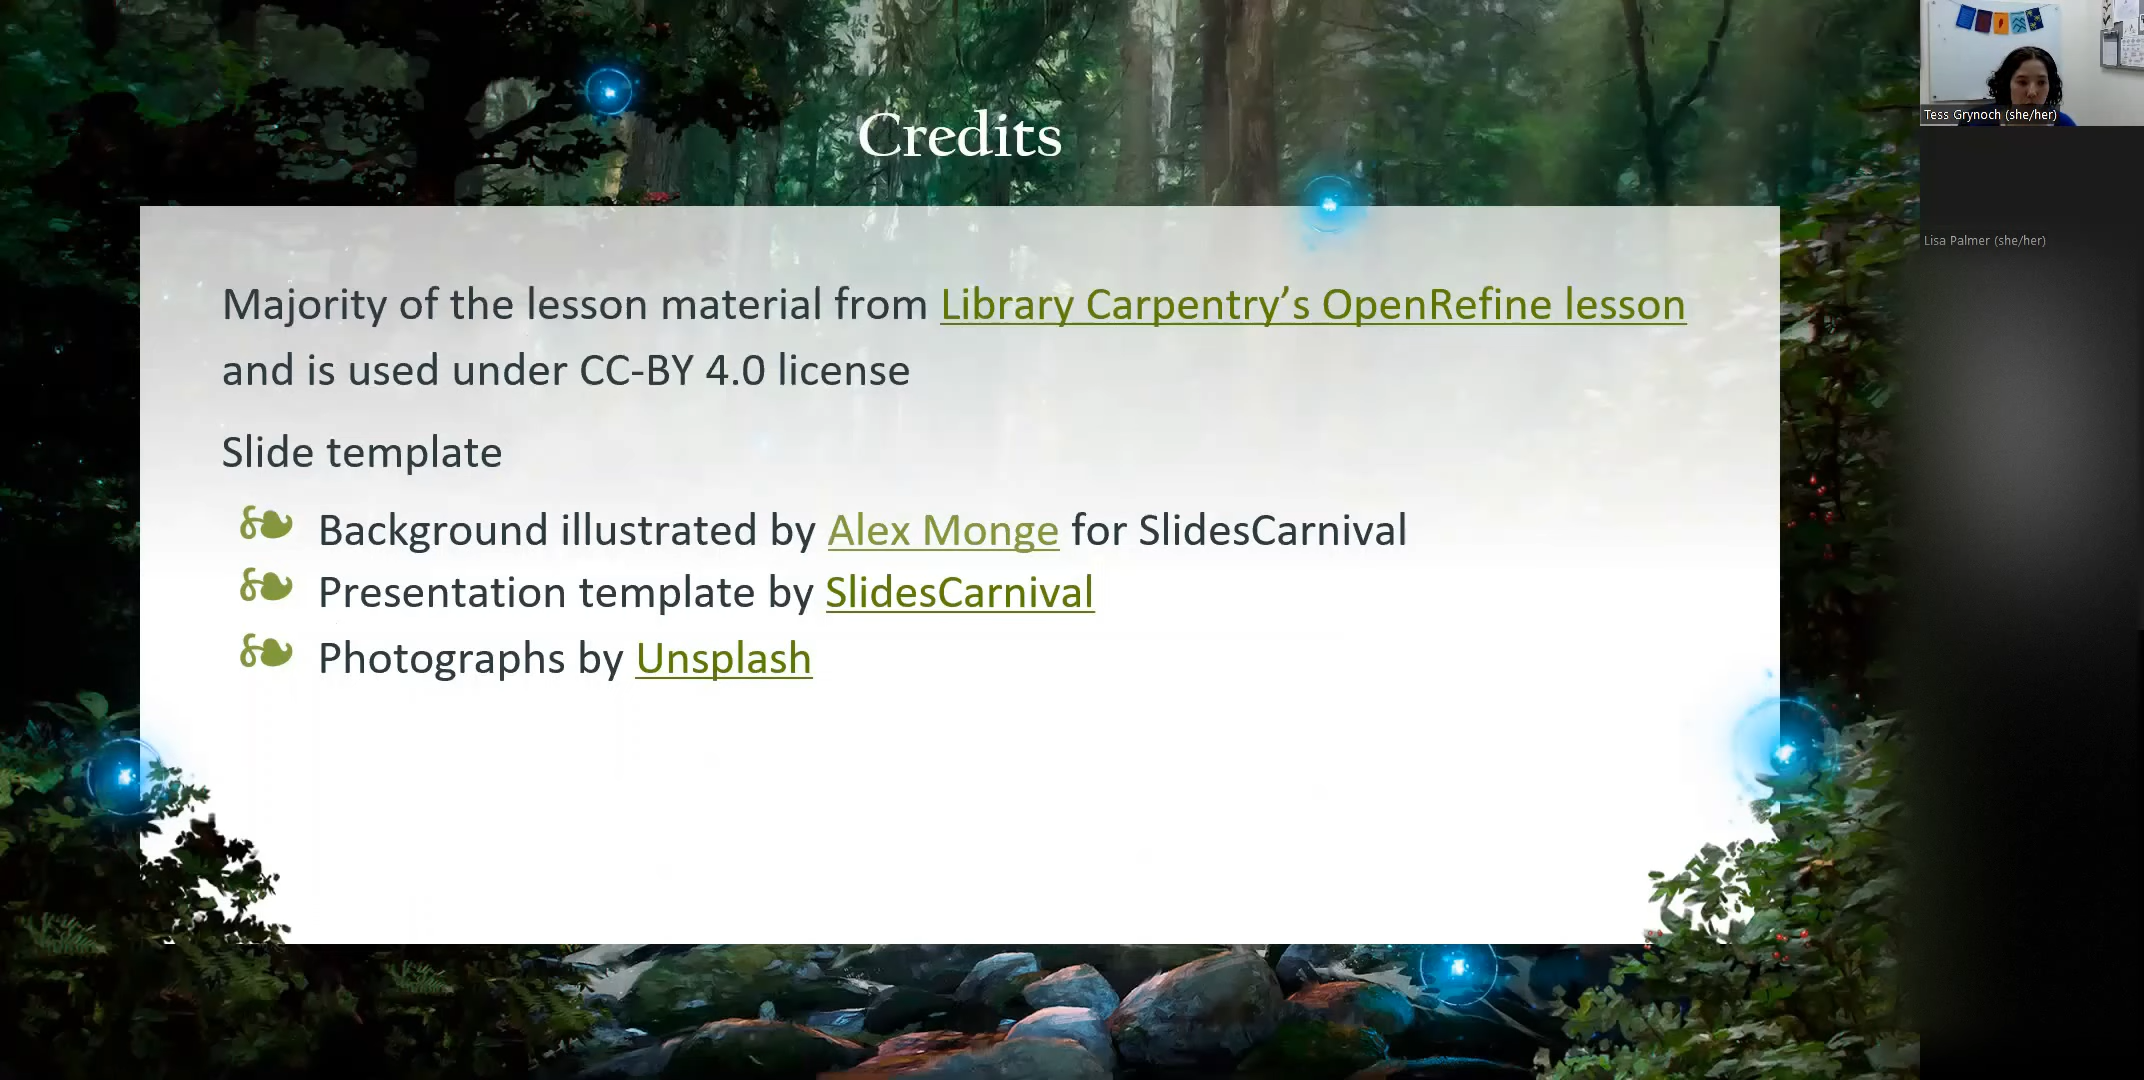 Credits
Majority of the lesson material from Library Carpentry’s OpenRefine lesson
and is used under CC-BY 4.0 license
Slide template
Background illustrated by Alex Monge for SlidesCarnival
Presentation template by SlidesCarnival
Photographs by Unsplash
Tess Grynoch (she/her)
Lisa Palmer (she/her)